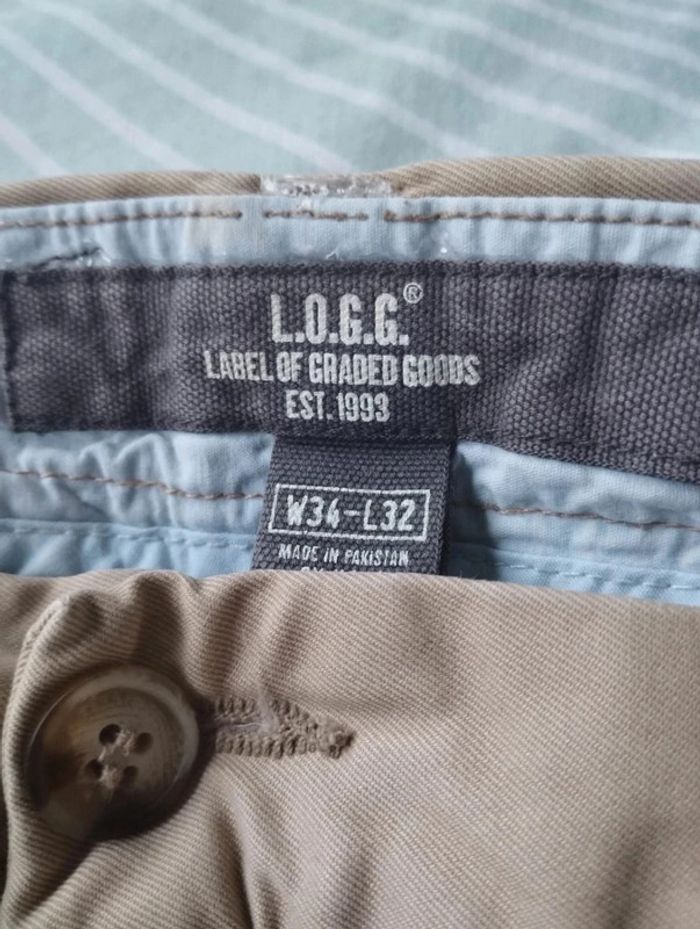 L.O.G.G.®
LABEL OF GRADED GOODS
EST. 1993
W34-L32
MADE IN PAKISTAN